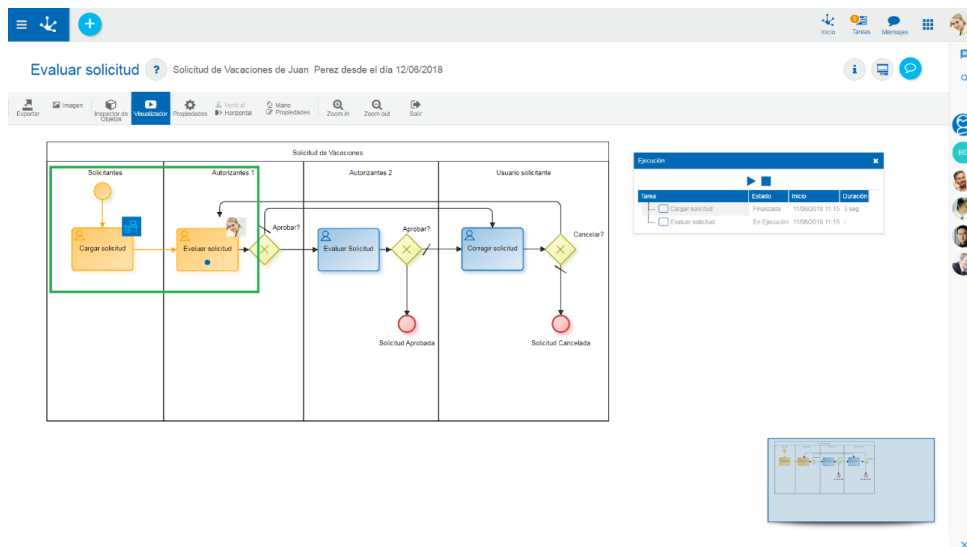 Inicio
2
Tareas
Mensajes
Evaluar solicitud ? Solicitud de Vacaciones de Juan Perez desde el día 12/06/2018
i
Exportar
Imagen
Inspector de Objetos
Visualizador
Propiedades
Vertical
Horizontal
Mano
Propiedades
Zoom in
Zoom out
Salir
Solicitud de Vacaciones
Solicitantes
Autorizantes 1
Autorizantes 2
Usuario solicitante
Cargar solicitud
Evaluar solicitud
Aprobar?
Evaluar Solicitud
Aprobar?
Corregir solicitud
Cancelar?
Solicitud Aprobada
Solicitud Cancelada
Ejecución
Tarea Estado Inicio Duración
Cargar solicitud Finalizada 11/06/2018 11:15 3 seg
Evaluar solicitud En Ejecución 11/06/2018 11:15 -